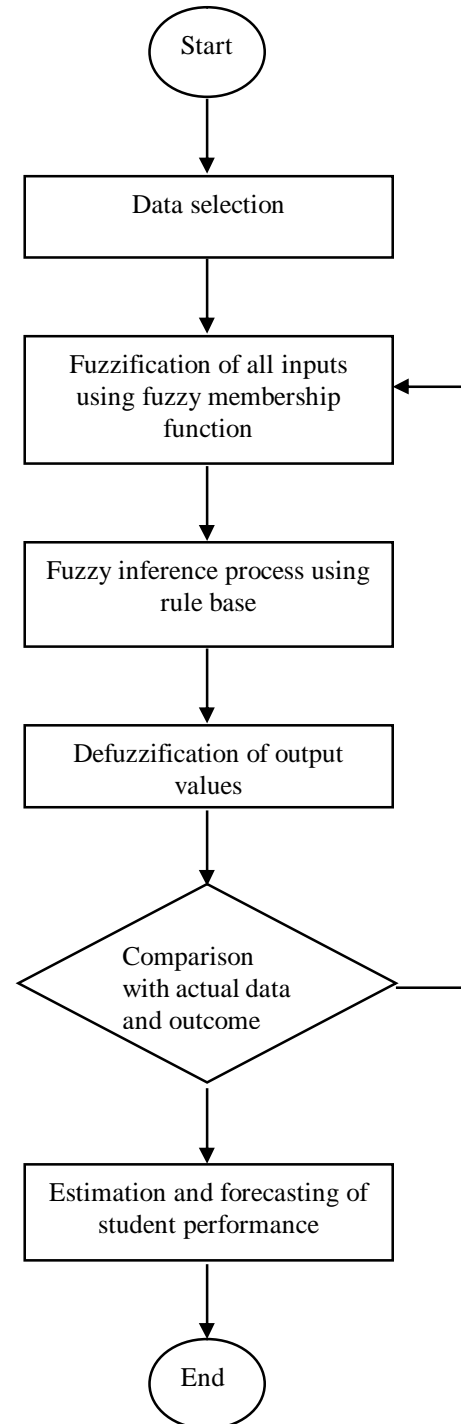 Start
Data selection
Fuzzification of all inputs
using fuzzy membership
function
Fuzzy inference process using
rule base
Defuzzification of output
values
Comparison
with actual data
and outcome
Estimation and forecasting of
student performance
End